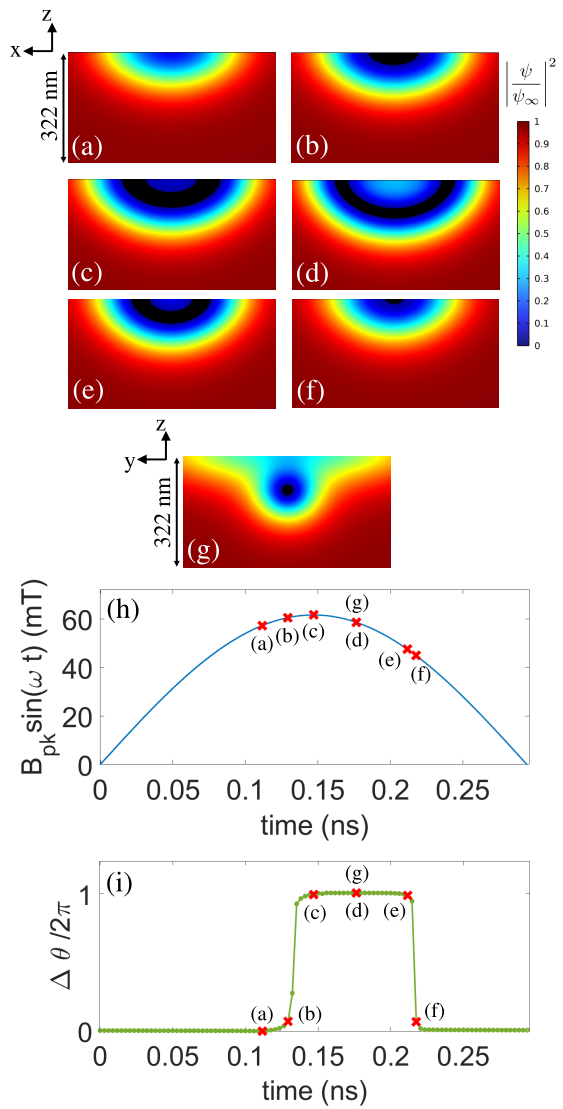 z
x
322 nm
(a)
(b)
|ψ/ψ∞|²
1
0.9
0.8
0.7
0.6
0.5
0.4
0.3
0.2
0.1
0
(c)
(d)
(e)
(f)
z
y
322 nm
(g)
(h)
B_pk sin(ω t) (mT)
60
40
20
0
(a)
(b)
(c)
(g)
(d)
(e)
(f)
0 0.05 0.1 0.15 0.2 0.25
time (ns)
(i)
Δ θ /2π
1
0
(a)
(b)
(c)
(g)
(d)
(e)
(f)
0 0.05 0.1 0.15 0.2 0.25
time (ns)